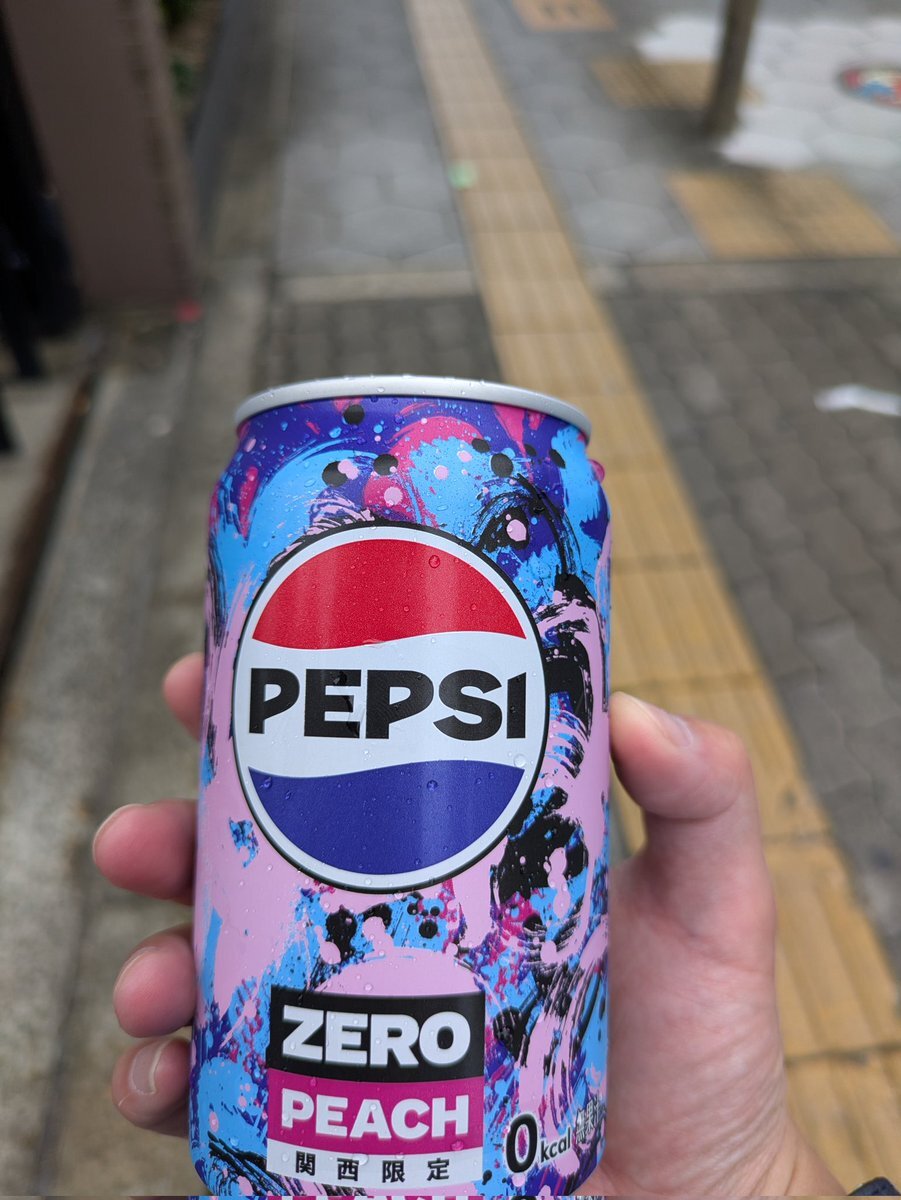 PEPSI
ZERO
PEACH
関西限定
0kcal